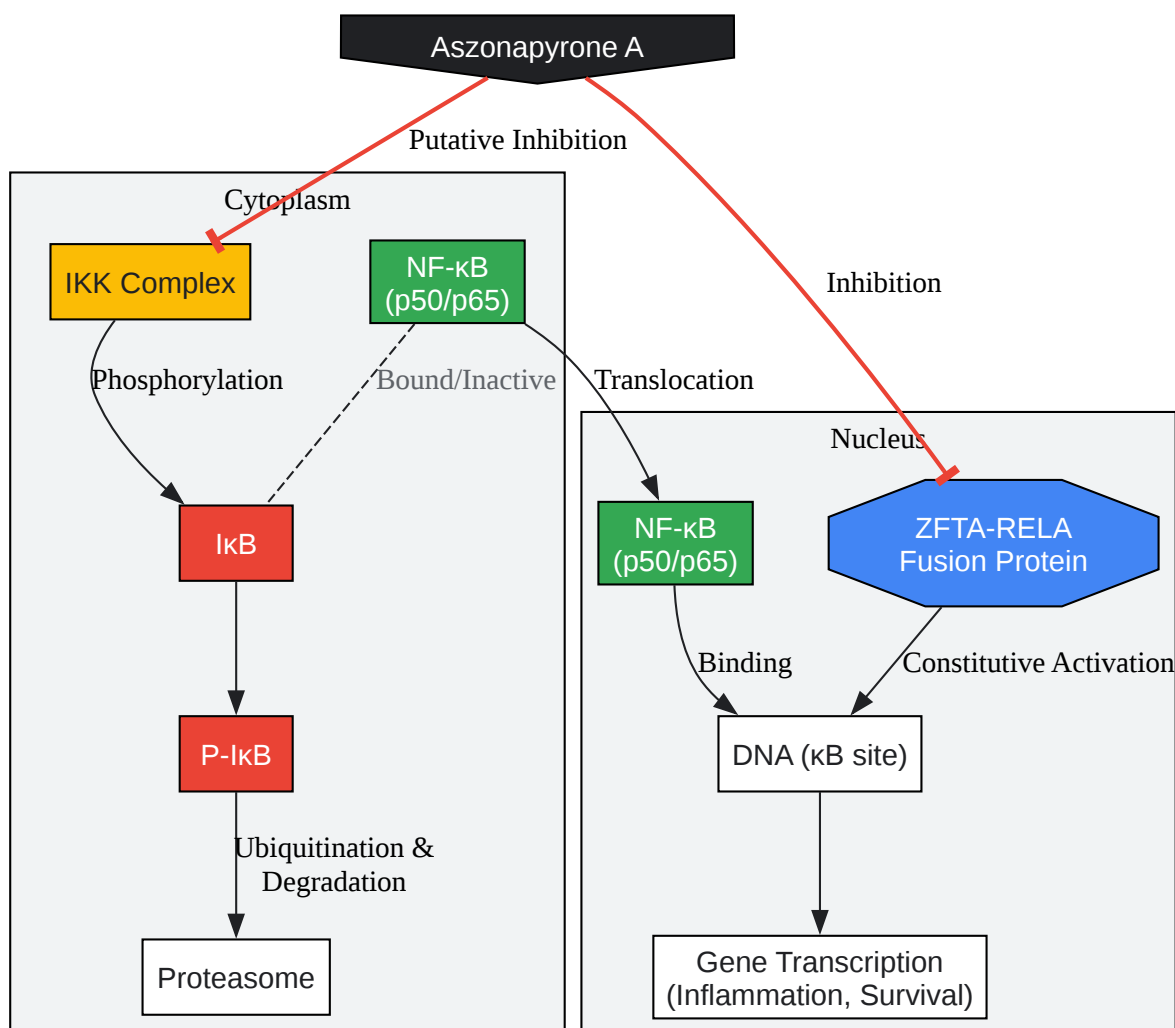 Aszonapyrone A
Putative Inhibition
Cytoplasm
IKK Complex
NF-κB
(p50/p65)
Inhibition
Phosphorylation
Bound/Inactive
Translocation
Nucleus
IκB
NF-κB
(p50/p65)
ZFTA-RELA
Fusion Protein
Binding
Constitutive Activation
P-IκB
DNA (κB site)
Ubiquitination &
Degradation
Proteasome
Gene Transcription
(Inflammation, Survival)